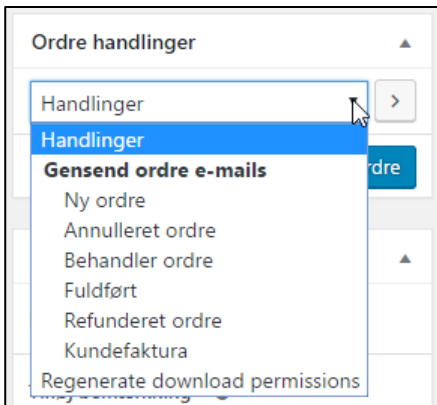 Ordre handlinger
Handlinger
Handlinger
Gensend ordre e-mails
Ny ordre
Annulleret ordre
Behandler ordre
Fuldført
Refunderet ordre
Kundefaktura
Regenerate download permissions